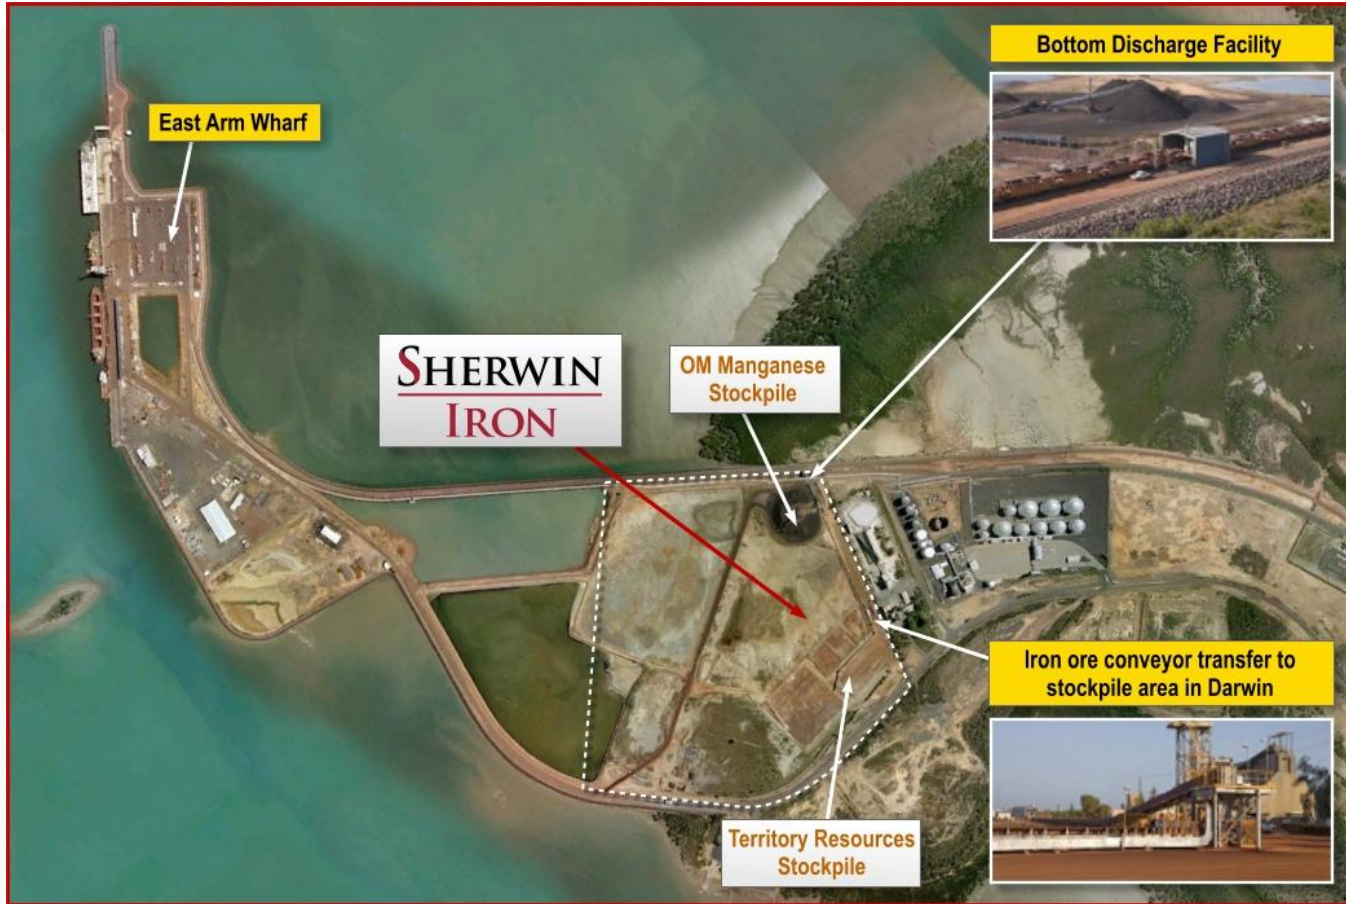 Bottom Discharge Facility
East Arm Wharf
SHERWIN
IRON
OM Manganese
Stockpile
Iron ore conveyor transfer to
stockpile area in Darwin
Territory Resources
Stockpile